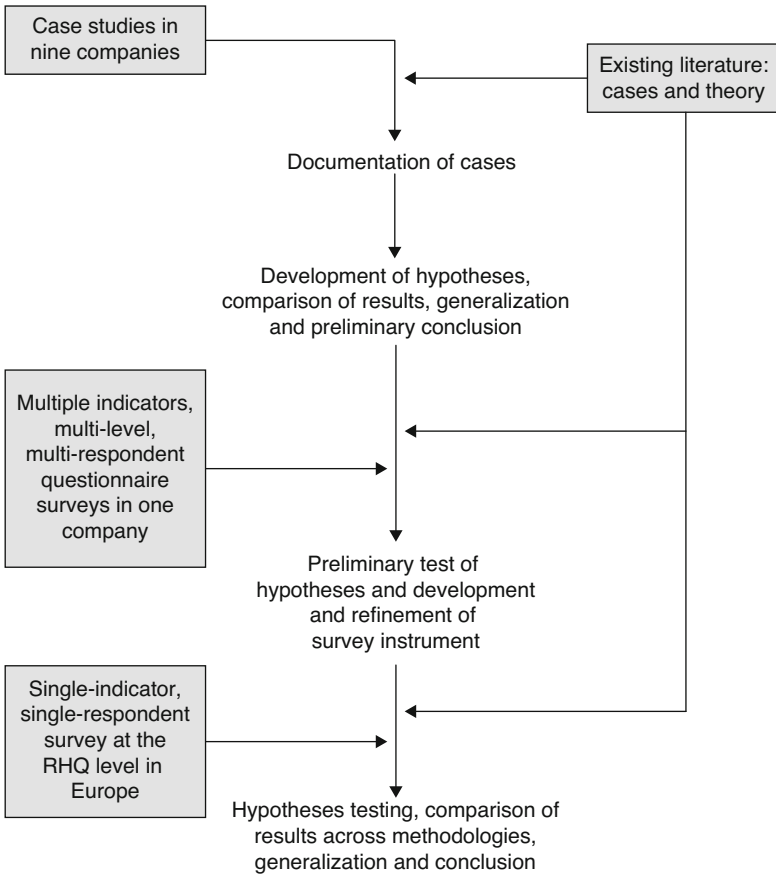 Case studies in
nine companies
Existing literature:
cases and theory
Documentation of cases
Development of hypotheses,
comparison of results, generalization
and preliminary conclusion
Multiple indicators,
multi-level,
multi-respondent
questionnaire
surveys in one
company
Preliminary test of
hypotheses and development
and refinement of
survey instrument
Single-indicator,
single-respondent
survey at the
RHQ level in
Europe
Hypotheses testing, comparison of
results across methodologies,
generalization and conclusion